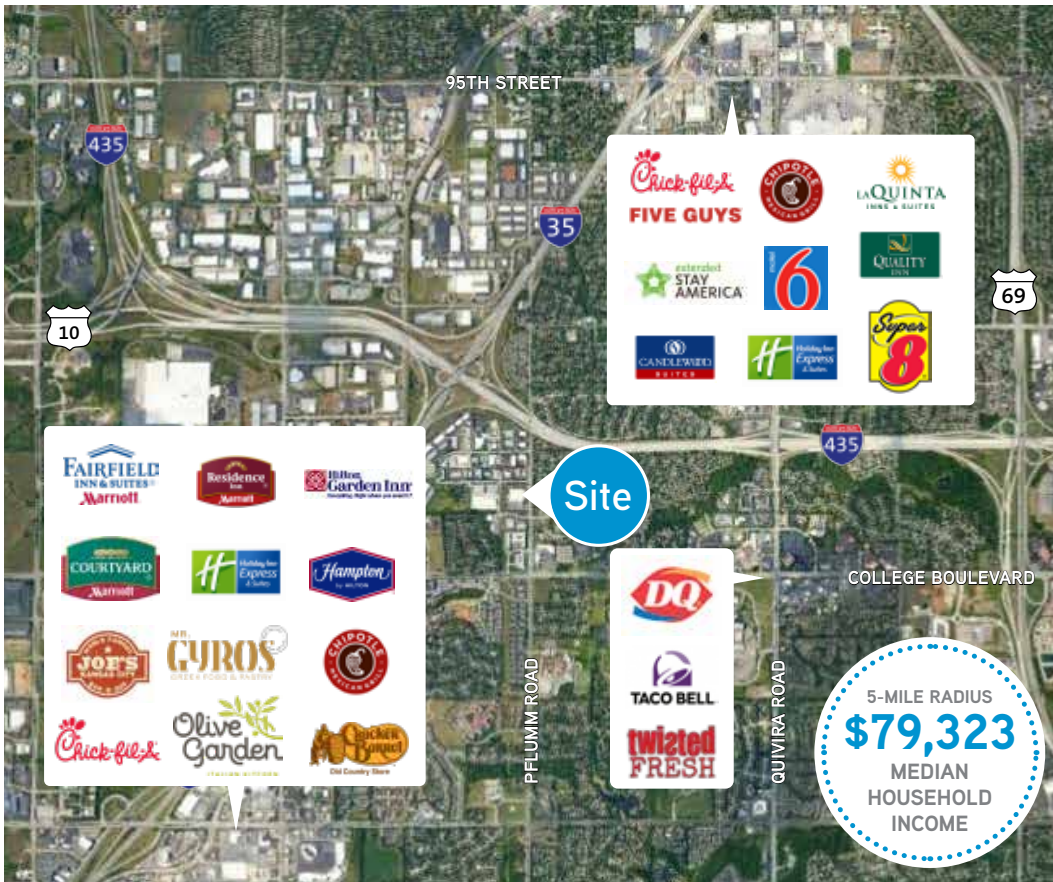 95TH STREET
435
35
10
69
435
Chick-fil-A
FIVE GUYS
CHIPOTLE
MEXICAN GRILL
LAQUINTA
INNS & SUITES
extended
STAY
AMERICA
6
QUALITY
INN
CANDLEWOOD
SUITES
H
Holiday Inn
Express
& Suites
Super
8
FAIRFIELD
INN & SUITES®
Marriott
Residence
Inn
Marriott
Hilton
Garden Inn
COURTYARD
Marriott
H
Holiday Inn
Express
& Suites
Hampton
by HILTON
JOE'S
KANSAS CITY
MR.
GYROS
GREEK FOOD & PASTRY
CHIPOTLE
MEXICAN GRILL
Chick-fil-A
Olive
Garden
ITALIAN KITCHEN
Cracker
Barrel
Old Country Store
Site
DQ
TACO BELL
twisted
FRESH
COLLEGE BOULEVARD
PFLUMM ROAD
QUIVIRA ROAD
5-MILE RADIUS
$79,323
MEDIAN
HOUSEHOLD
INCOME